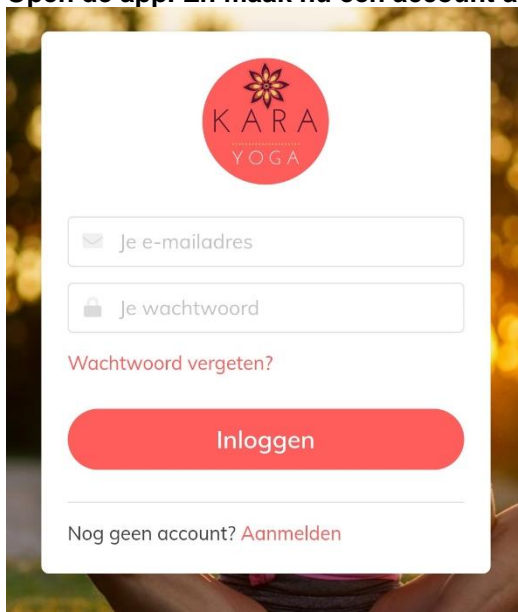 Open de app. En maak nu een account a
KARA
YOGA
Je e-mailadres
Je wachtwoord
Wachtwoord vergeten?
Inloggen
Nog geen account? Aanmelden